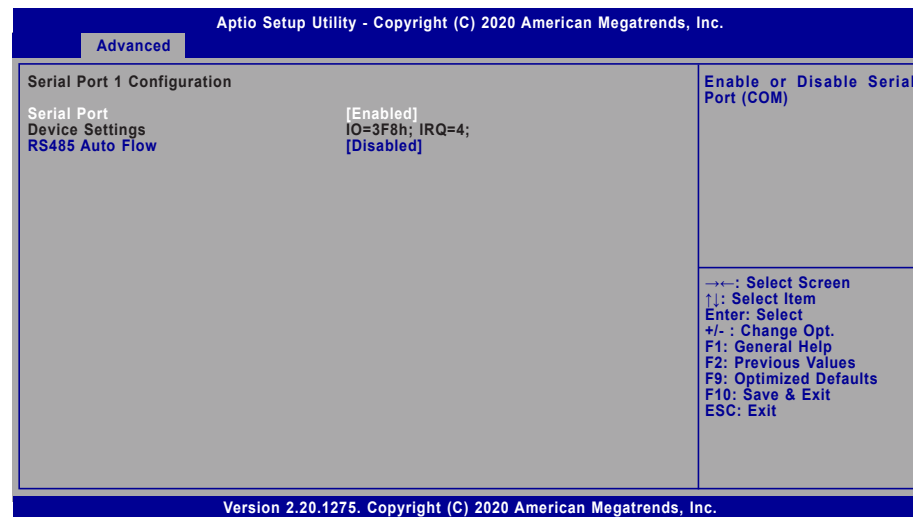 Aptio Setup Utility - Copyright (C) 2020 American Megatrends, Inc.
Advanced
Serial Port 1 Configuration
Serial Port [Enabled]
Device Settings IO=3F8h; IRQ=4;
RS485 Auto Flow [Disabled]
Enable or Disable Serial
Port (COM)
→←: Select Screen
↑↓: Select Item
Enter: Select
+/- : Change Opt.
F1: General Help
F2: Previous Values
F9: Optimized Defaults
F10: Save & Exit
ESC: Exit
Version 2.20.1275. Copyright (C) 2020 American Megatrends, Inc.